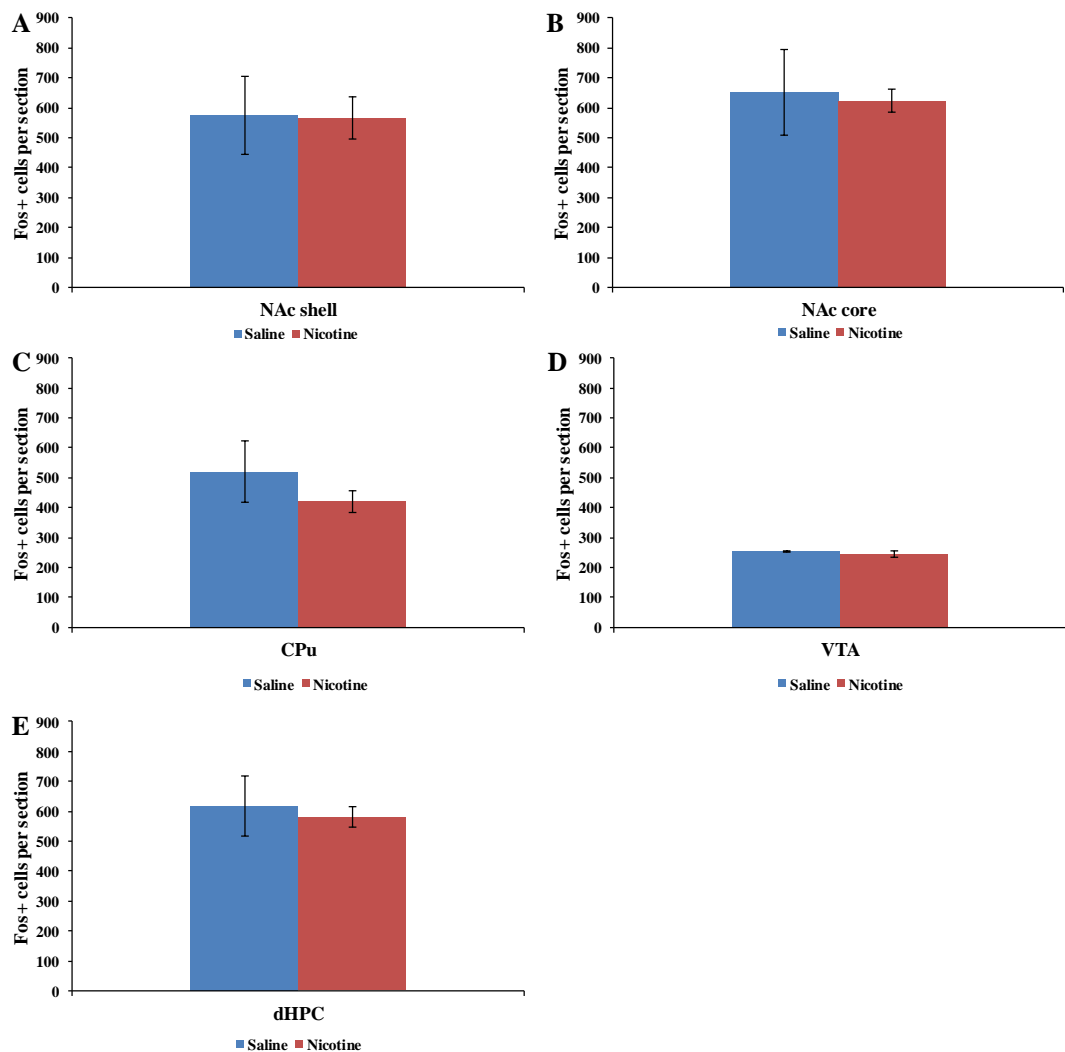 A
Fos+ cells per section
900
800
700
600
500
400
300
200
100
0
NAc shell
Saline Nicotine
B
Fos+ cells per section
900
800
700
600
500
400
300
200
100
0
NAc core
Saline Nicotine
C
Fos+ cells per section
900
800
700
600
500
400
300
200
100
0
CPu
Saline Nicotine
D
Fos+ cells per section
900
800
700
600
500
400
300
200
100
0
VTA
Saline Nicotine
E
Fos+ cells per section
900
800
700
600
500
400
300
200
100
0
dHPC
Saline Nicotine